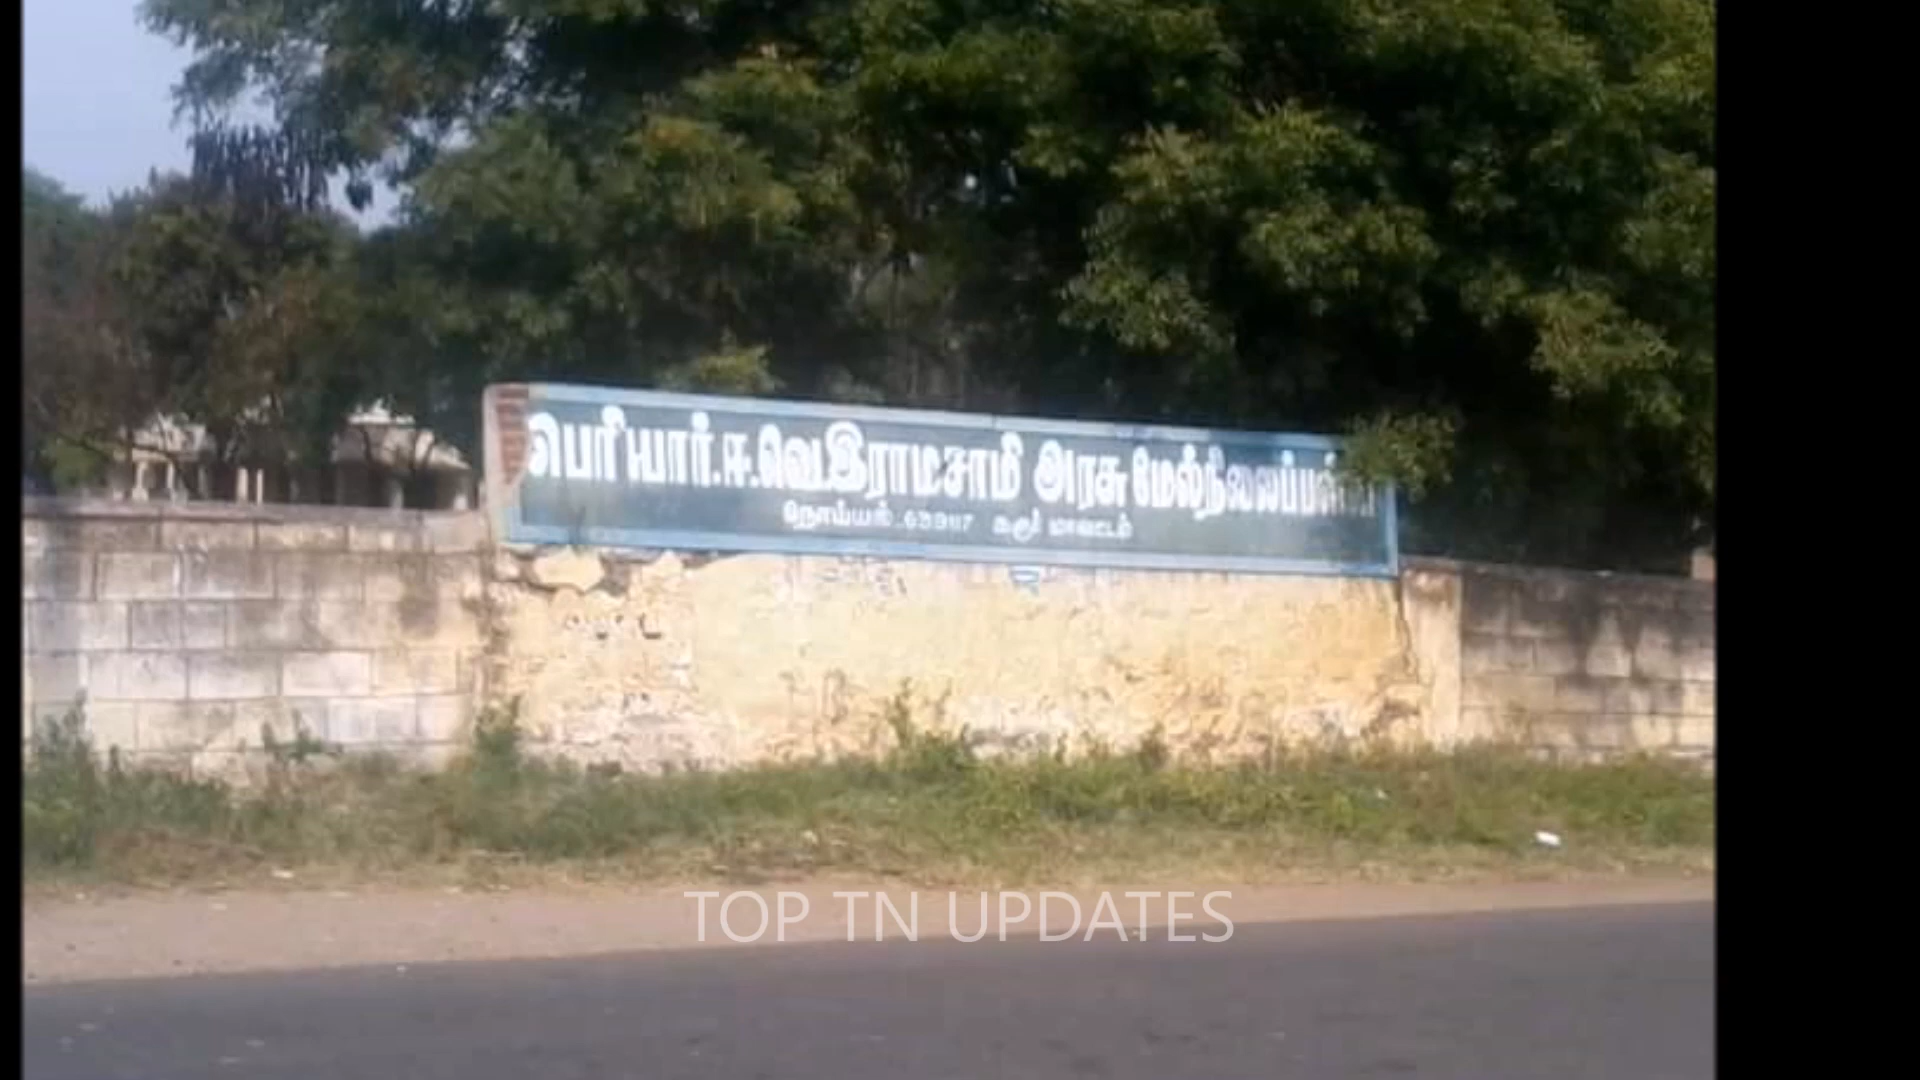 பெரியார்.ஈ.வெ.இராமசாமி அரசு மேல்நிலைப்பள்ளி
நோய்யல் கரூர் மாவட்டம்
TOP TN UPDATES